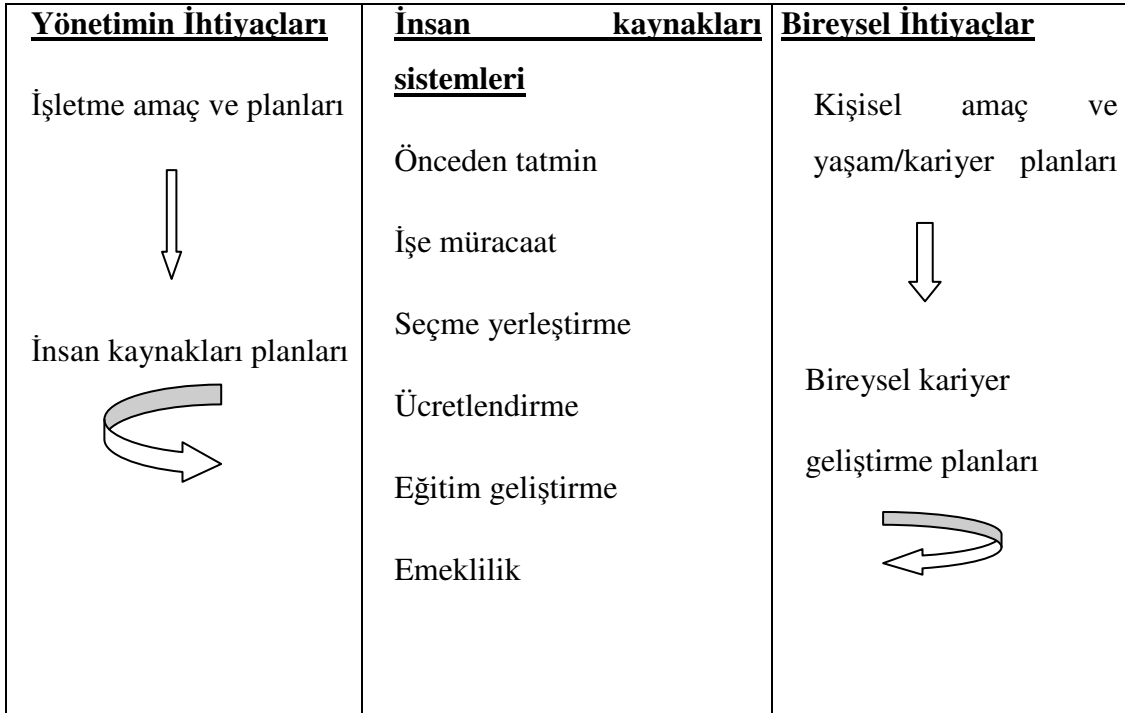 Yönetimin İhtiyaçları
İşletme amaç ve planları
İnsan kaynakları planları
İnsan kaynakları
sistemleri
Önceden tatmin
İşe müracaat
Seçme yerleştirme
Ücretlendirme
Eğitim geliştirme
Emeklilik
Bireysel İhtiyaçlar
Kişisel amaç ve
yaşam/kariyer planları
Bireysel kariyer
geliştirme planları